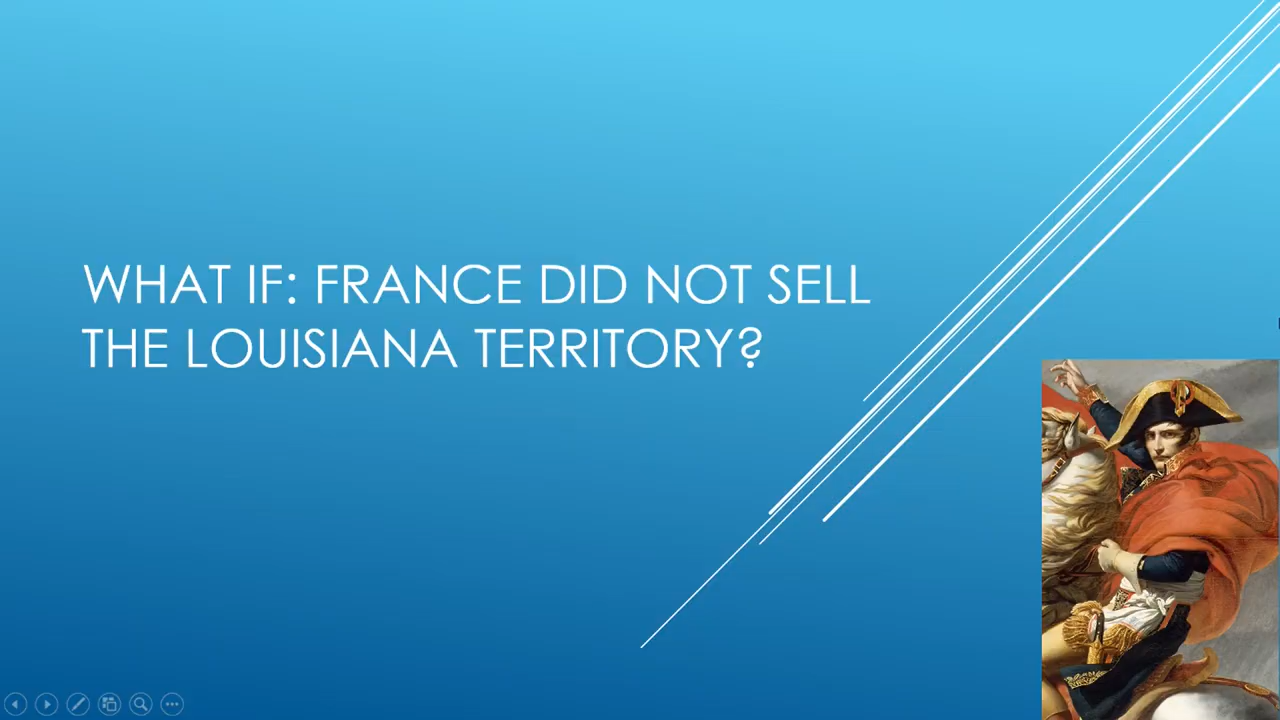 WHAT IF: FRANCE DID NOT SELL
THE LOUISIANA TERRITORY?